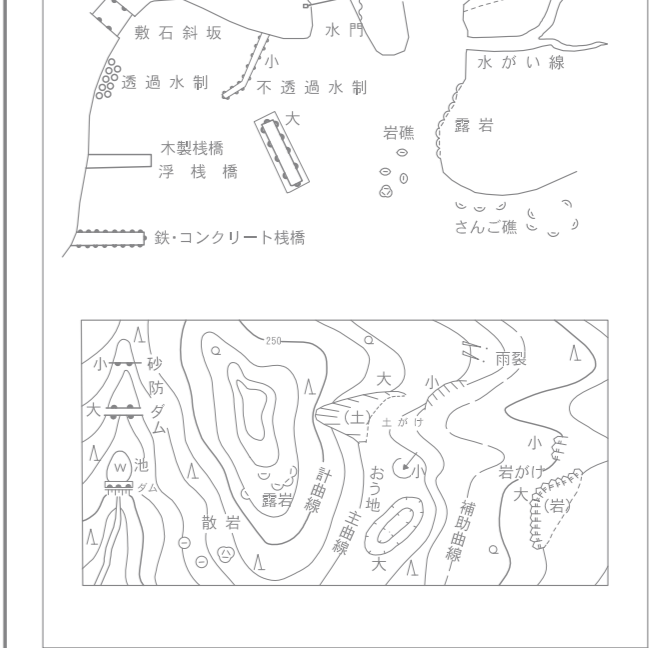 敷石斜坂
水門
小
水がい線
透過水制
不透過水制
大
露岩
岩礁
木製桟橋
浮桟橋
さんご礁
鉄・コンクリート桟橋
250
小
砂防ダム
大
雨裂
大
小
(土)
土がけ
小
池
W
ダム
小
岩がけ
大
(岩)
計曲線
おう地
露岩
散岩
主曲線
補助曲線
大